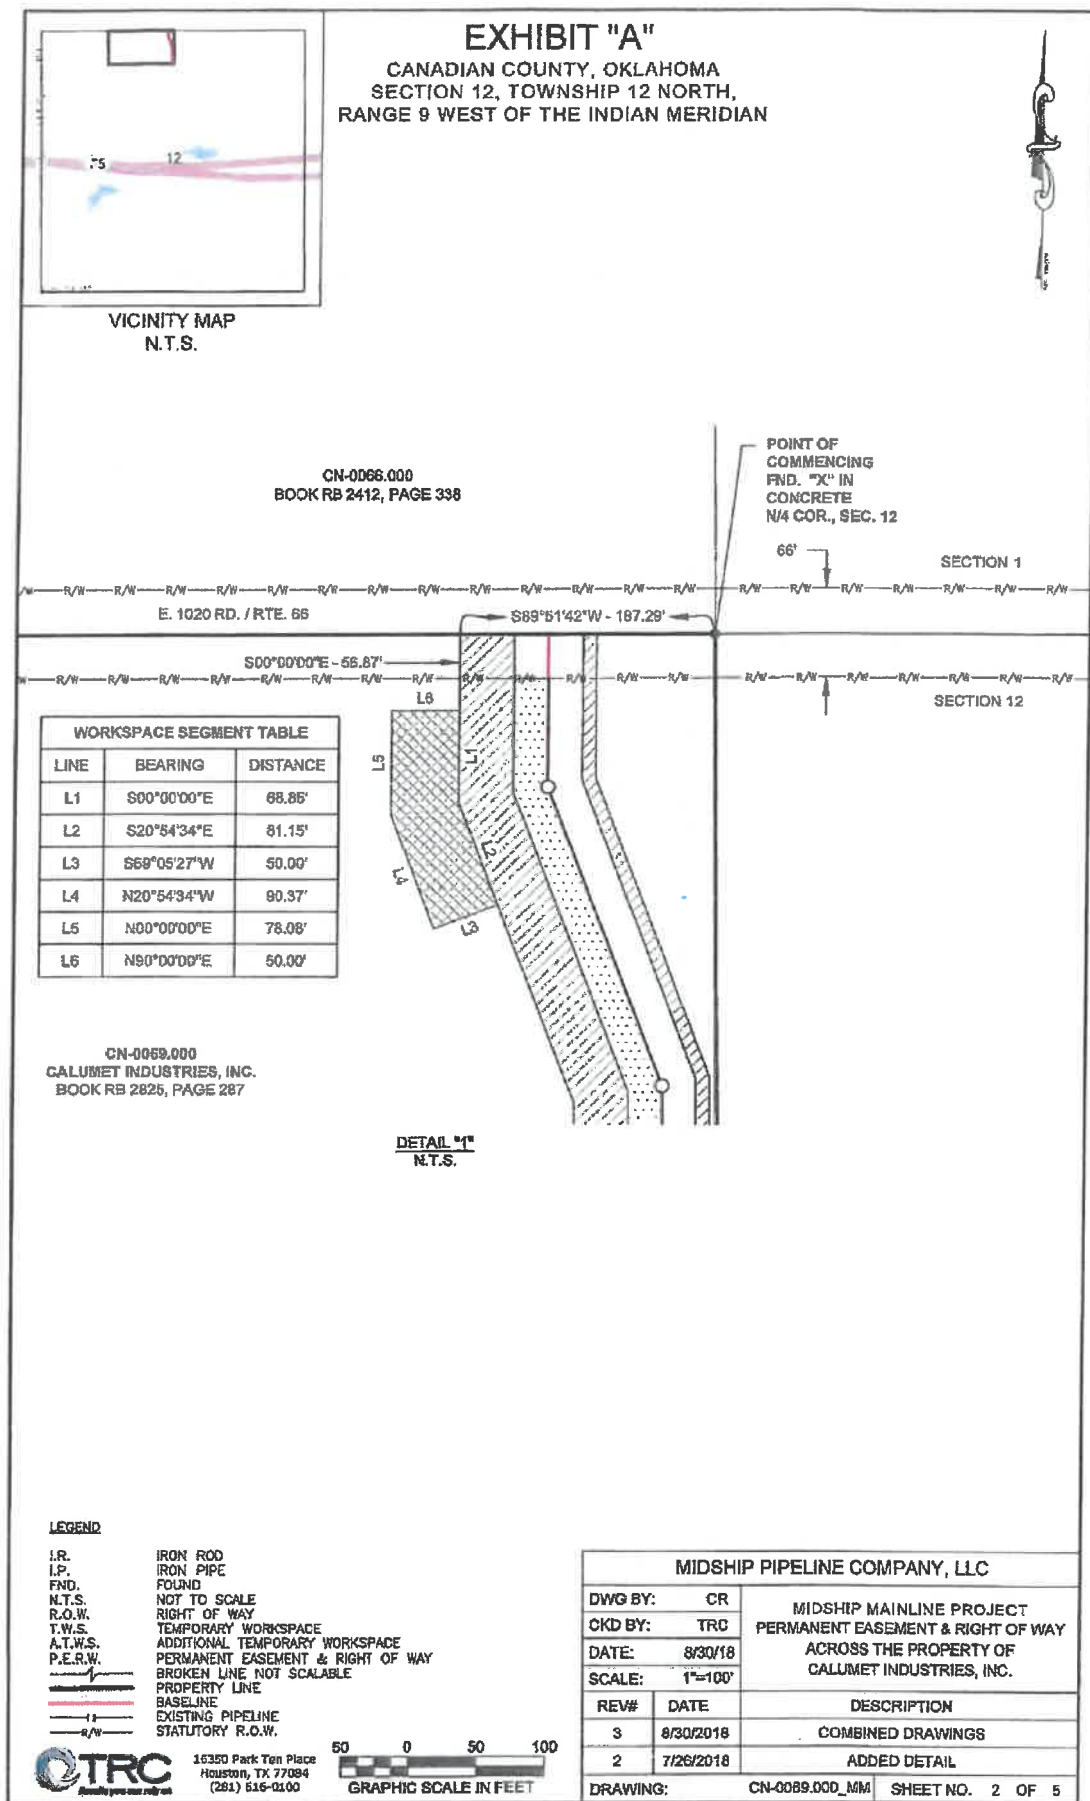 EXHIBIT "A"
CANADIAN COUNTY, OKLAHOMA
SECTION 12, TOWNSHIP 12 NORTH,
RANGE 9 WEST OF THE INDIAN MERIDIAN
12
VICINITY MAP
N.T.S.
CN-0066.000
BOOK RB 2412, PAGE 338
POINT OF
COMMENCING
FND. "X" IN
CONCRETE
N/4 COR., SEC. 12
66'
SECTION 1
R/W R/W R/W R/W R/W R/W R/W R/W R/W R/W R/W R/W R/W R/W R/W R/W R/W R/W R/W
E. 1020 RD. / RTE. 66
S89°51'42"W - 187.29'
S00°00'00"E - 56.87'
R/W R/W R/W R/W R/W R/W R/W R/W R/W R/W R/W R/W R/W R/W R/W R/W R/W R/W R/W
SECTION 12
L6
L5
L1
L2
L4
L3
WORKSPACE SEGMENT TABLE
LINE BEARING DISTANCE
L1 S00°00'00"E 68.86'
L2 S20°54'34"E 81.15'
L3 S69°05'27"W 50.00'
L4 N20°54'34"W 90.37'
L5 N00°00'00"E 78.08'
L6 N90°00'00"E 50.00'
CN-0069.000
CALUMET INDUSTRIES, INC.
BOOK RB 2825, PAGE 287
DETAIL "1"
N.T.S.
LEGEND
I.R. IRON ROD
I.P. IRON PIPE
FND. FOUND
N.T.S. NOT TO SCALE
R.O.W. RIGHT OF WAY
T.W.S. TEMPORARY WORKSPACE
A.T.W.S. ADDITIONAL TEMPORARY WORKSPACE
P.E.R.W. PERMANENT EASEMENT & RIGHT OF WAY
BROKEN LINE NOT SCALABLE
PROPERTY LINE
BASELINE
EXISTING PIPELINE
R/W STATUTORY R.O.W.
TRC
Results you can rely on
16350 Park Ten Place
Houston, TX 77084
(281) 616-0100
50 0 50 100
GRAPHIC SCALE IN FEET
MIDSHIP PIPELINE COMPANY, LLC
DWG BY: CR
CKD BY: TRC
DATE: 8/30/18
SCALE: 1"=100'
MIDSHIP MAINLINE PROJECT
PERMANENT EASEMENT & RIGHT OF WAY
ACROSS THE PROPERTY OF
CALUMET INDUSTRIES, INC.
REV# DATE DESCRIPTION
3 8/30/2018 COMBINED DRAWINGS
2 7/26/2018 ADDED DETAIL
DRAWING: CN-0069.000_MM SHEET NO. 2 OF 5